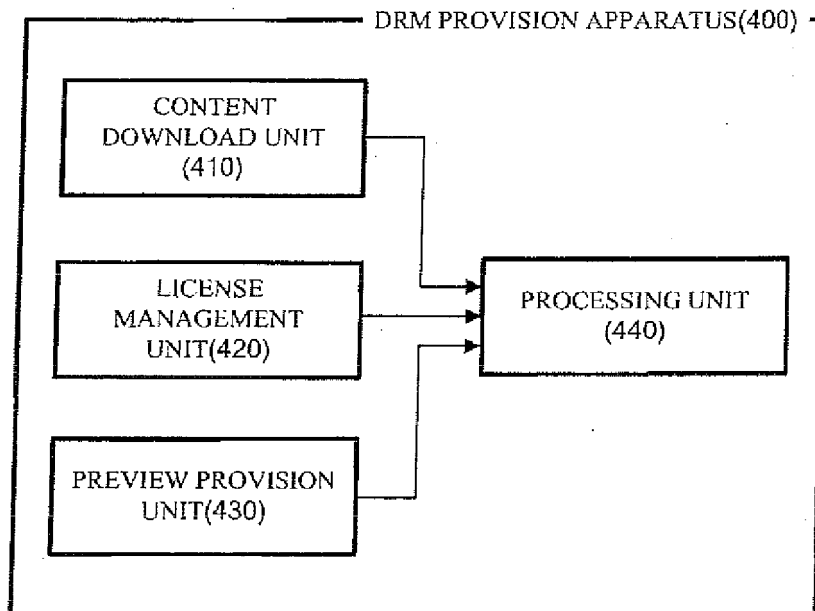 DRM PROVISION APPARATUS(400)
CONTENT
DOWNLOAD UNIT
(410)
LICENSE
MANAGEMENT
UNIT(420)
PREVIEW PROVISION
UNIT(430)
PROCESSING UNIT
(440)